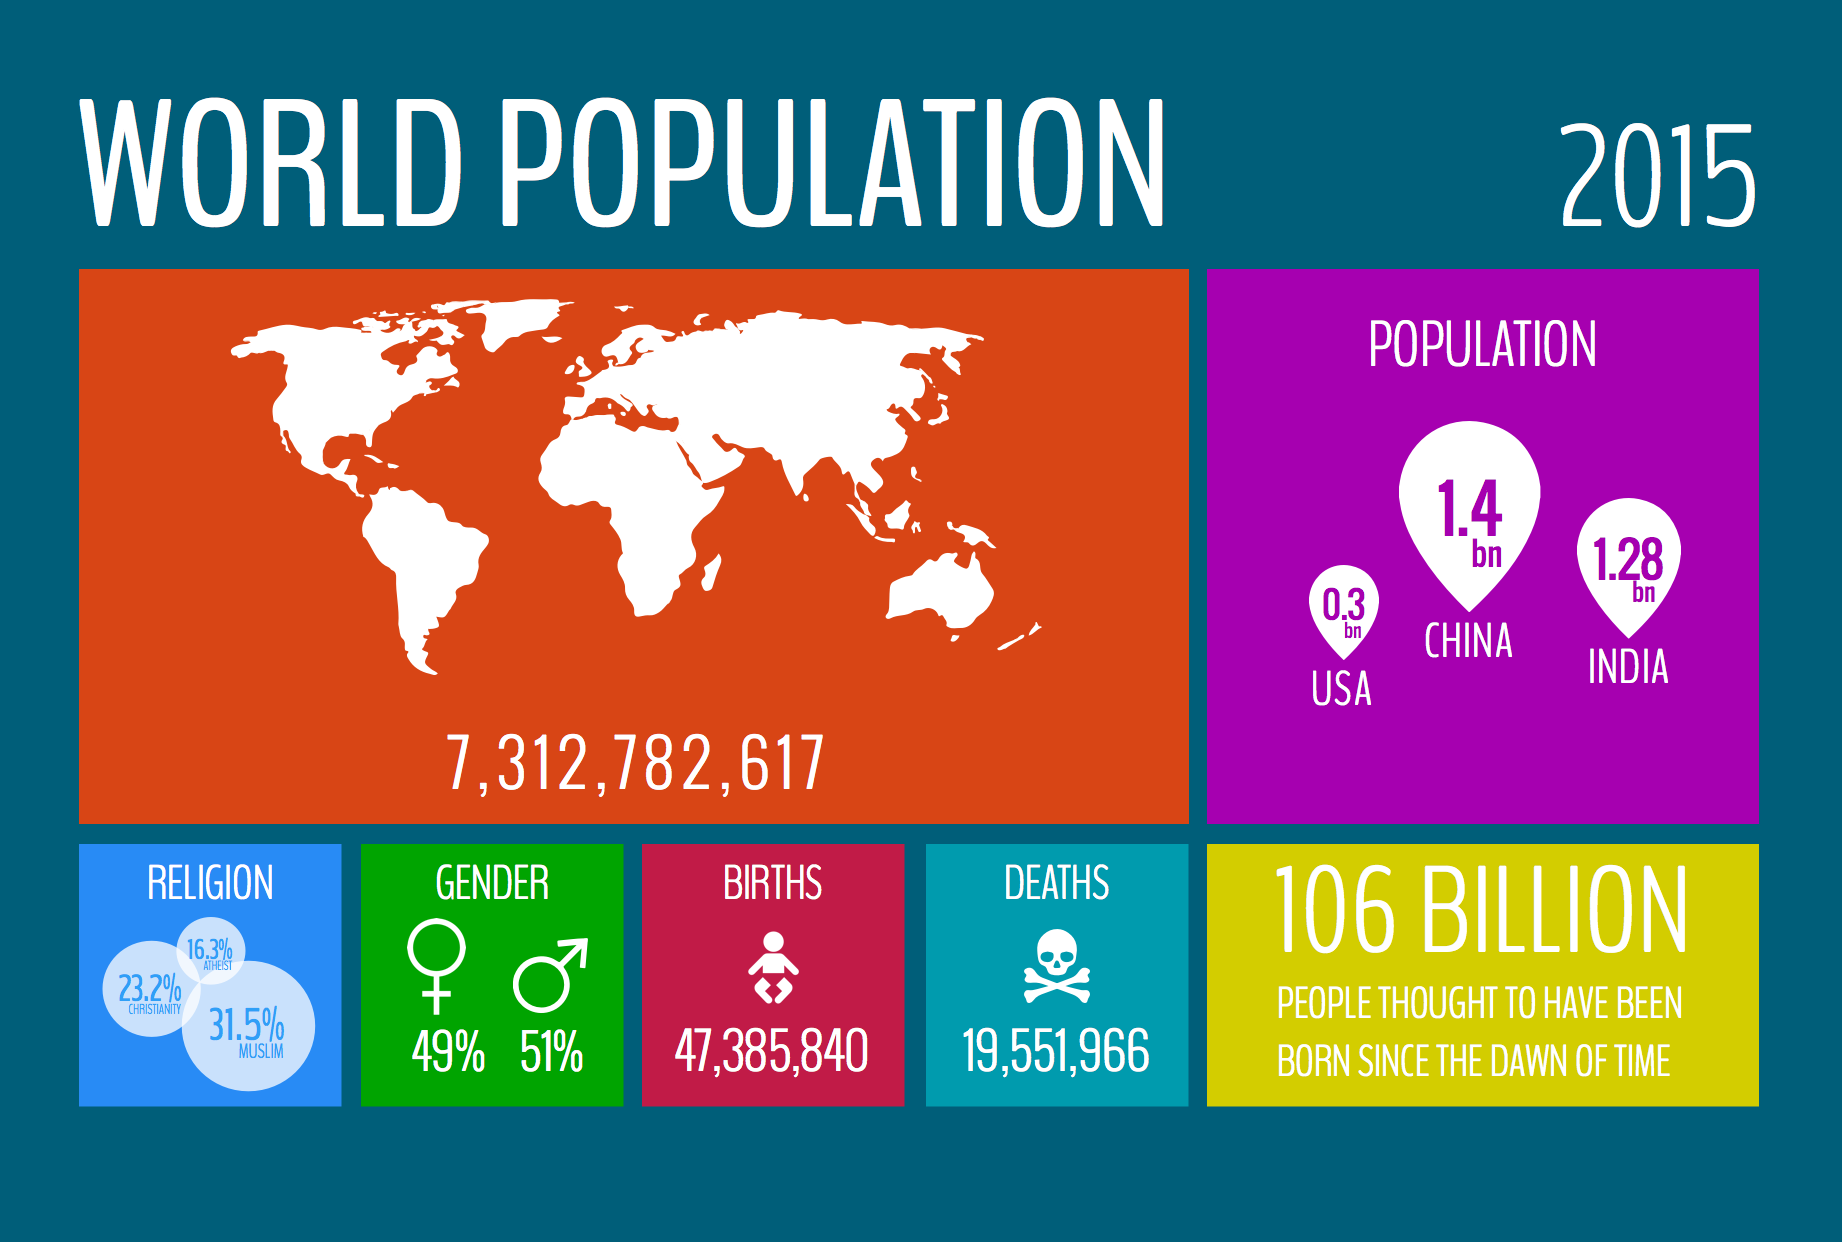 WORLD POPULATION
2015
7,312,782,617
POPULATION
1.4
bn
CHINA
1.28
bn
INDIA
0.3
bn
USA
RELIGION
16.3%
ATHEIST
23.2%
CHRISTIANITY
31.5%
MUSLIM
GENDER
49% 51%
BIRTHS
47,385,840
DEATHS
19,551,966
106 BILLION
PEOPLE THOUGHT TO HAVE BEEN
BORN SINCE THE DAWN OF TIME